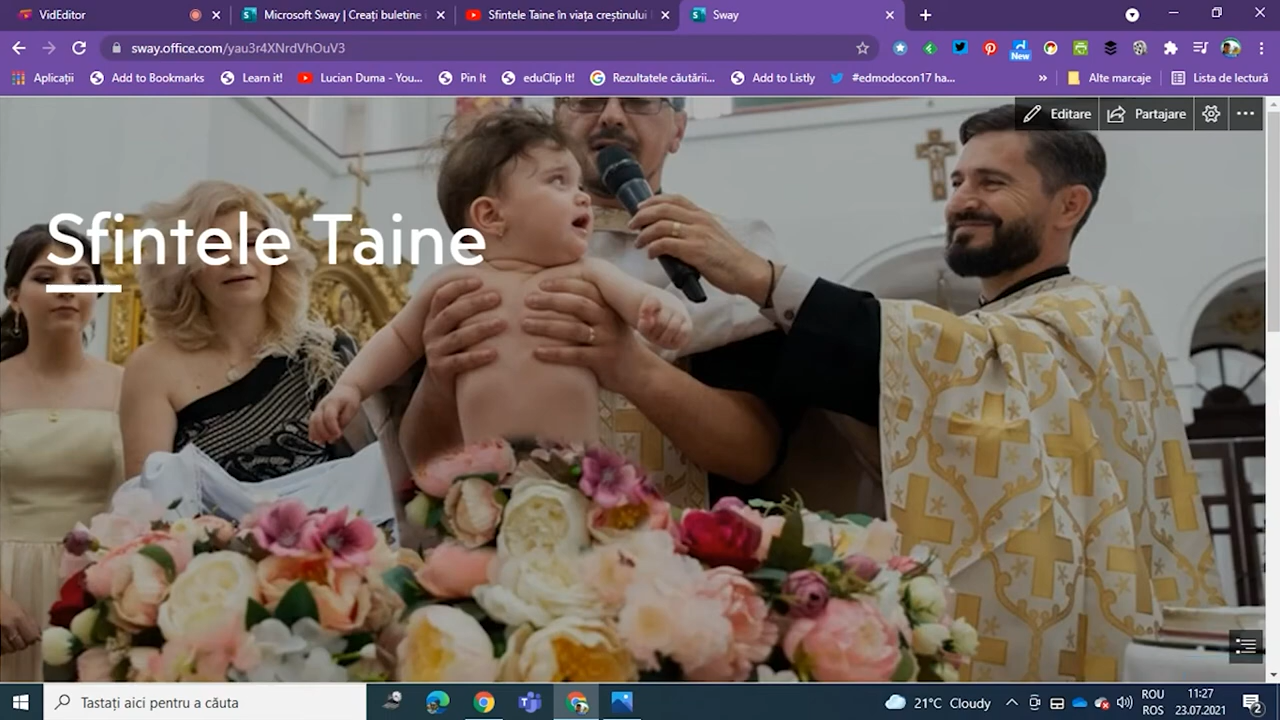 VidEditor
Microsoft Sway | Creați buletine i
Sfintele Taine în viața creștinului
Sway
sway.office.com/yau3r4XNrdVhOuV3
New
Aplicații
Add to Bookmarks
Learn it!
Lucian Duma - You...
Pin It
eduClip It!
Rezultatele căutării...
Add to Listly
#edmodocon17 ha...
»
Alte marcaje
Lista de lectură
Editare
Partajare
Sfintele Taine
Tastați aici pentru a căuta
21°C Cloudy
ROU
ROS
11:27
23.07.2021
2